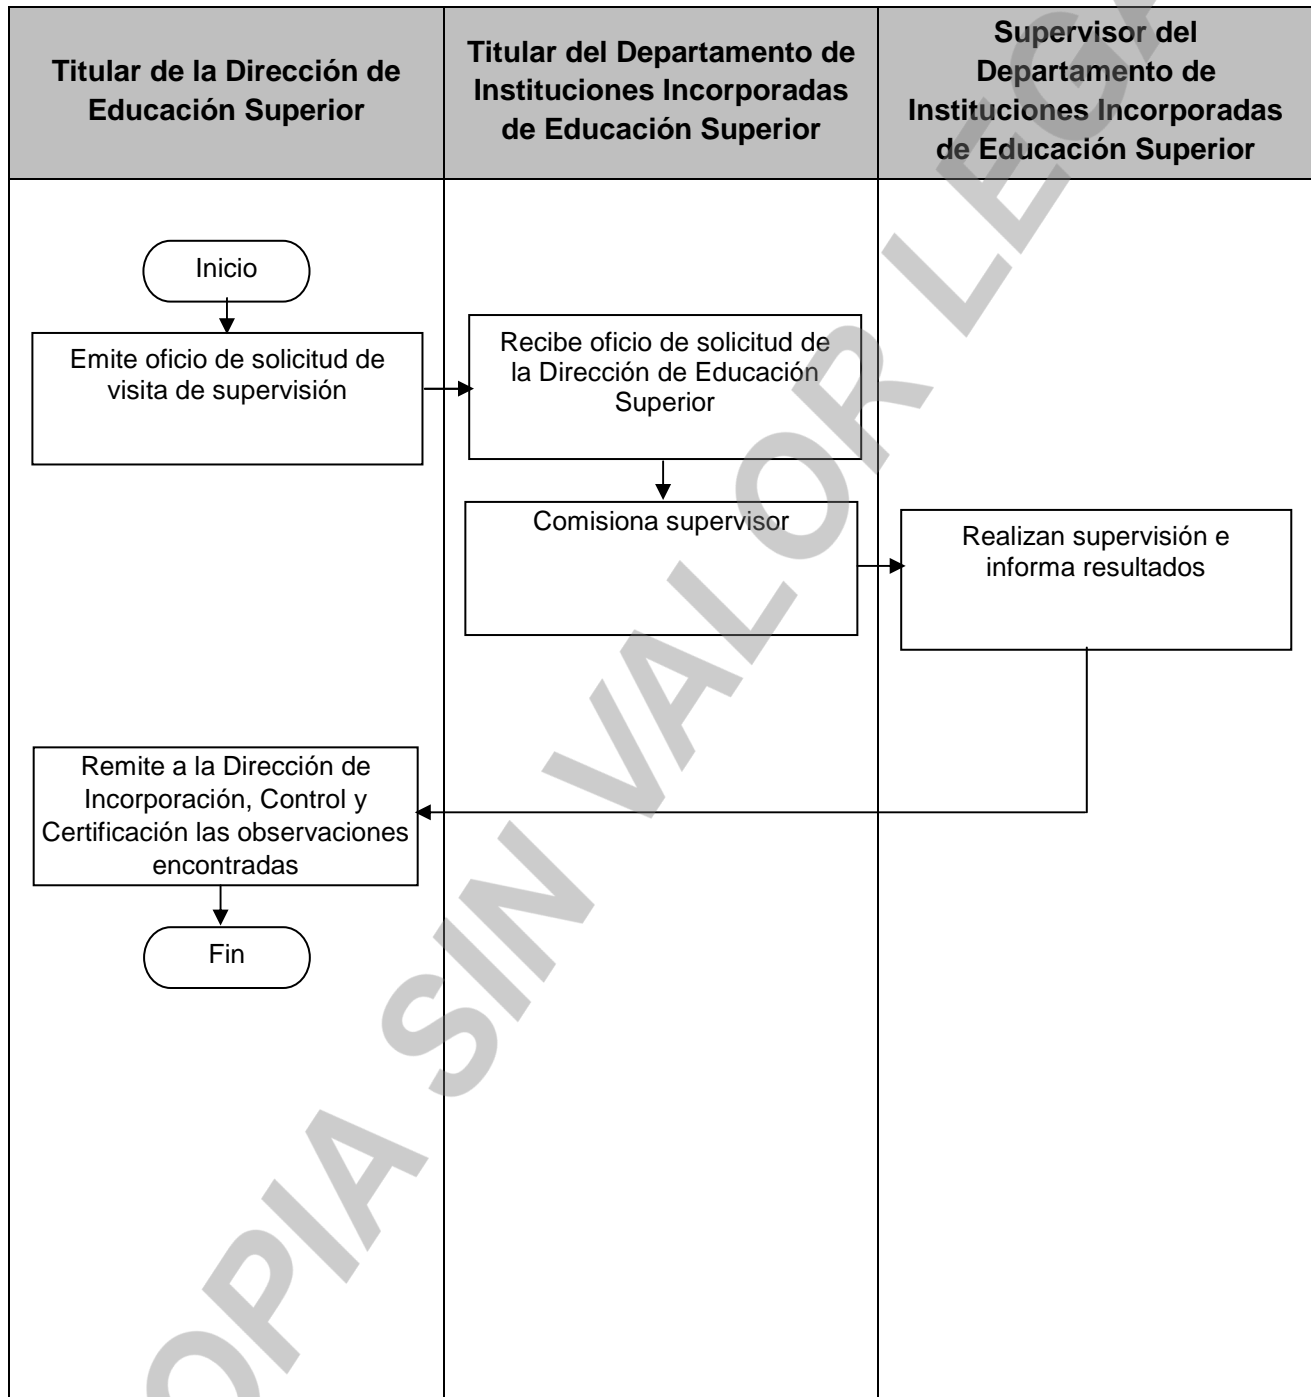 Titular de la Dirección de
Educación Superior
Titular del Departamento de
Instituciones Incorporadas
de Educación Superior
Supervisor del
Departamento de
Instituciones Incorporadas
de Educación Superior
Inicio
Emite oficio de solicitud de
visita de supervisión
Recibe oficio de solicitud de
la Dirección de Educación
Superior
Comisiona supervisor
Realizan supervisión e
informa resultados
Remite a la Dirección de
Incorporación, Control y
Certificación las observaciones
encontradas
Fin
OPIA SIN VALOR LEGA